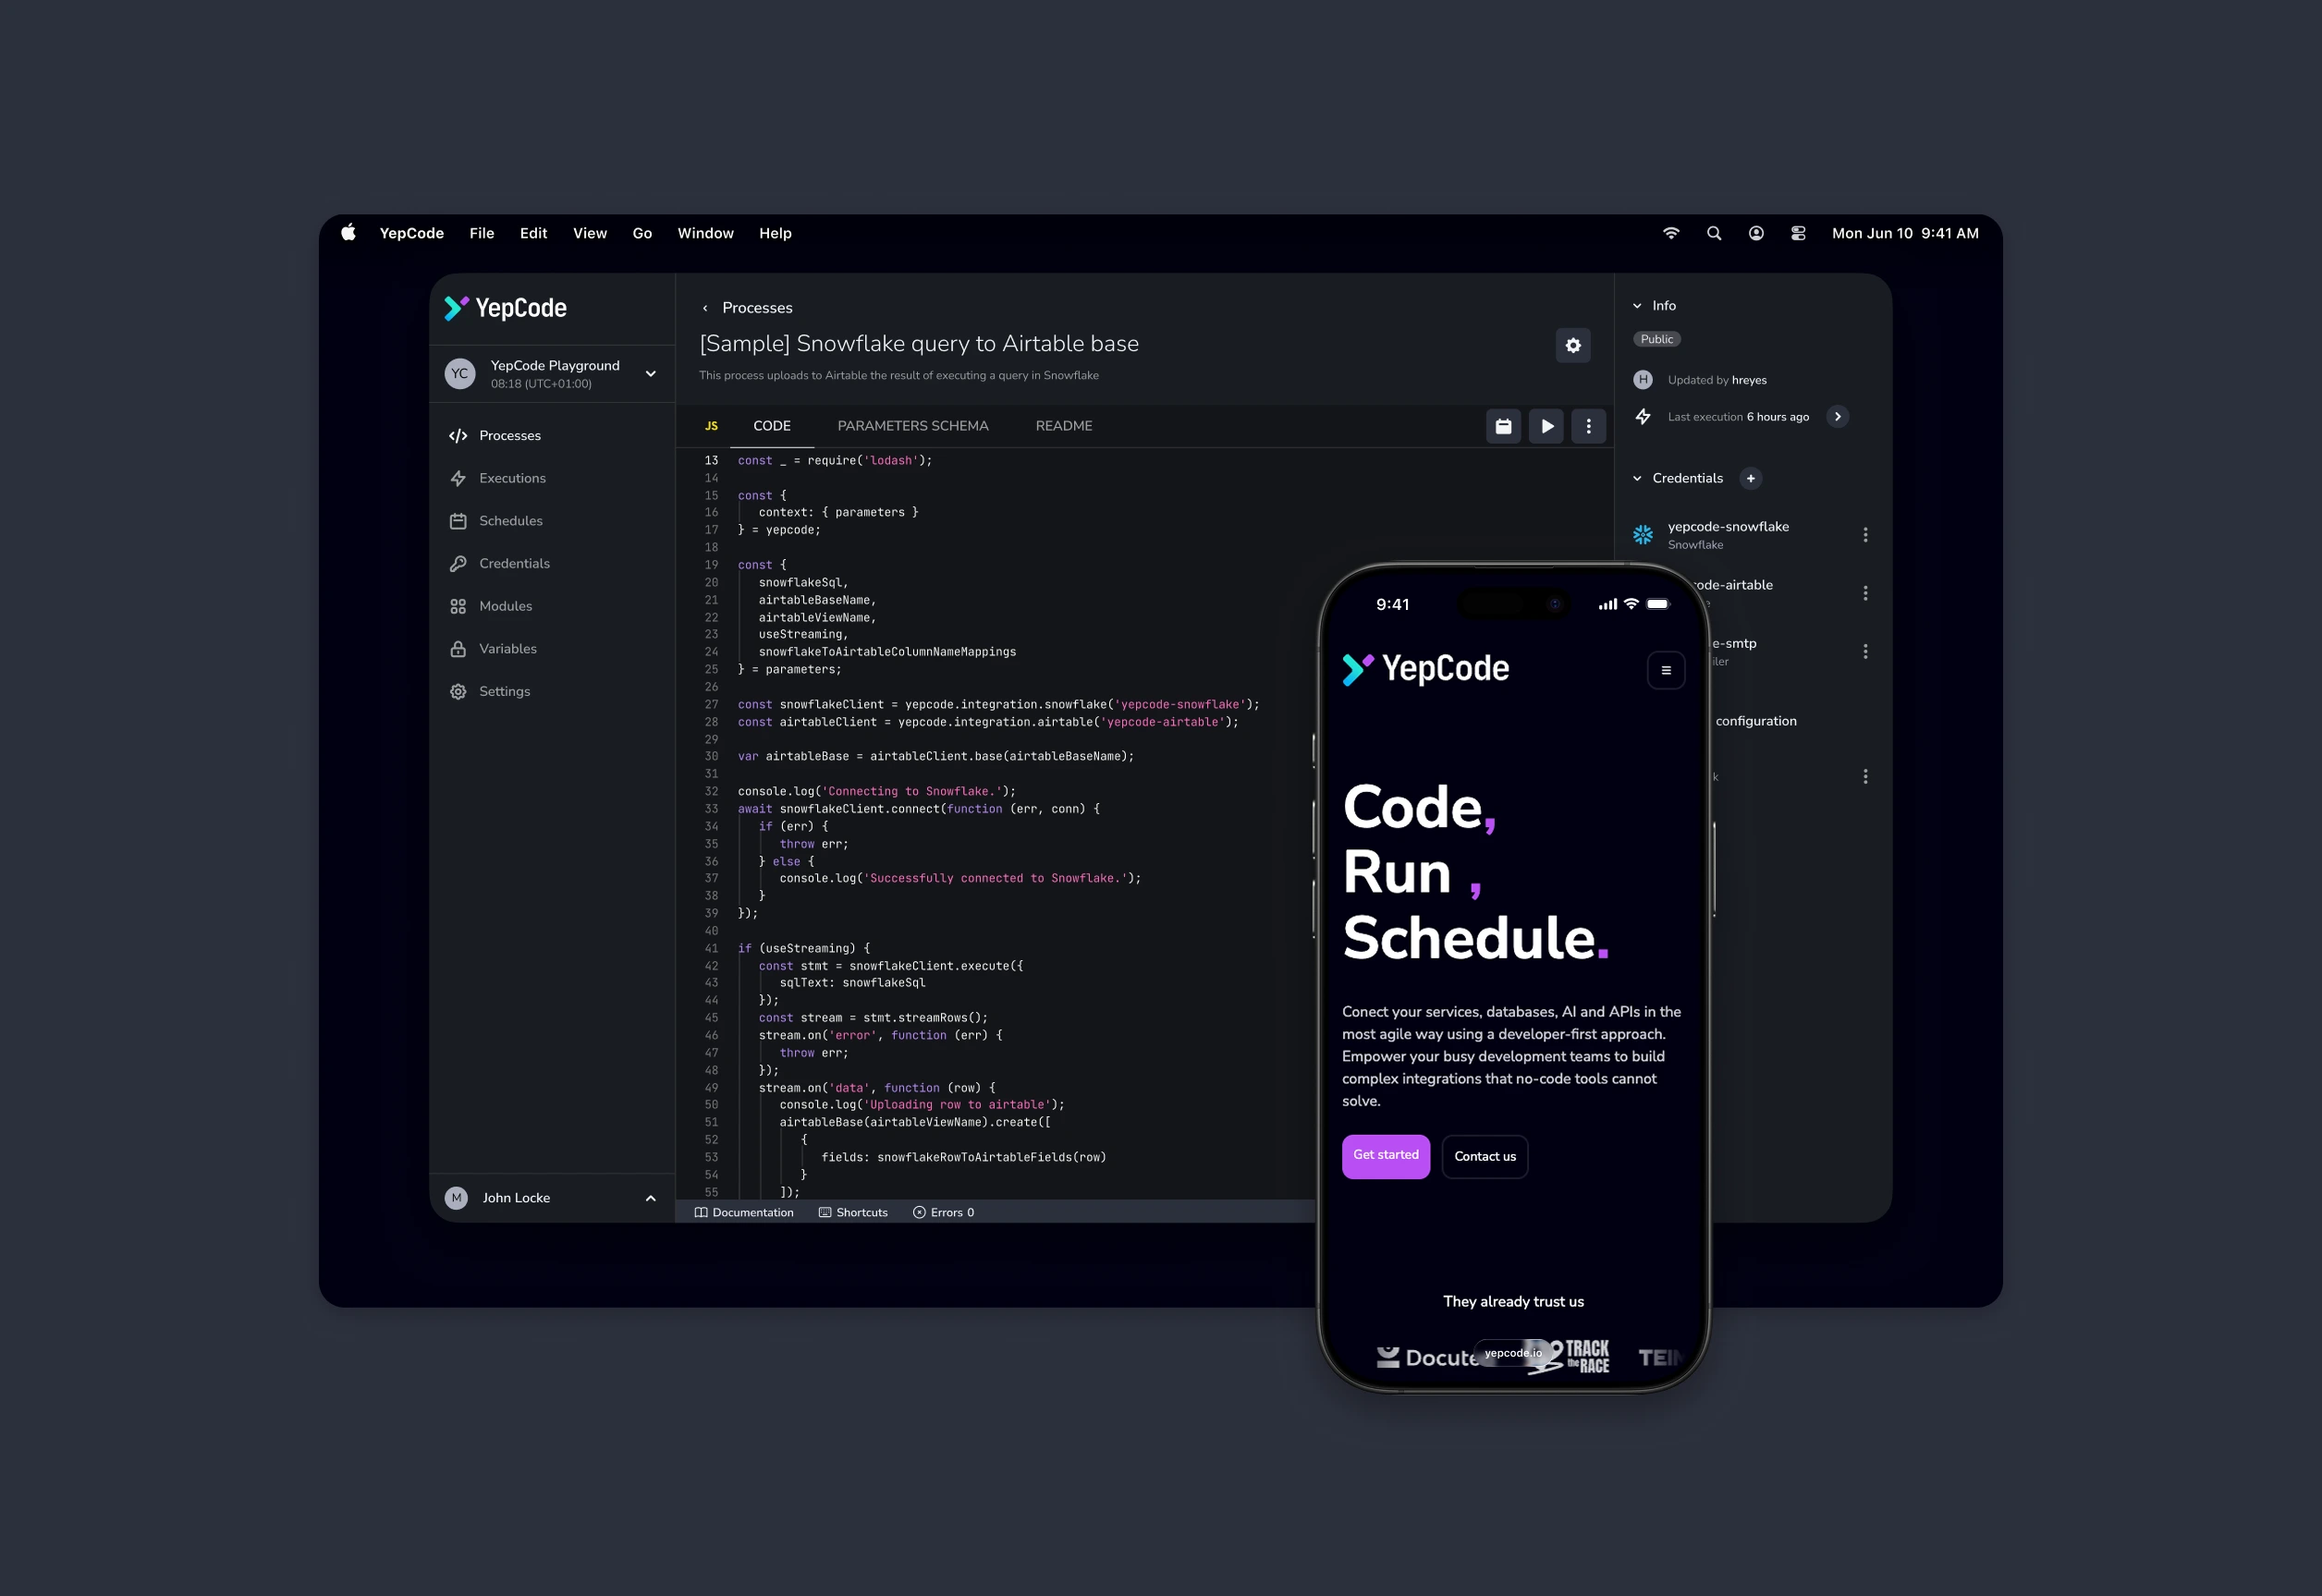 YepCode File Edit View Go Window Help
Mon Jun 10 9:41 AM
YepCode
YC
YepCode Playground
08:18 (UTC+01:00)
Processes
Executions
Schedules
Credentials
Modules
Variables
Settings
M John Locke
‹ Processes
[Sample] Snowflake query to Airtable base
This process uploads to Airtable the result of executing a query in Snowflake
JS CODE PARAMETERS SCHEMA README
13 const _ = require('lodash');
14
15 const {
16 context: { parameters }
17 } = yepcode;
18
19 const {
20 snowflakeSql,
21 airtableBaseName,
22 airtableViewName,
23 useStreaming,
24 snowflakeToAirtableColumnNameMappings
25 } = parameters;
26
27 const snowflakeClient = yepcode.integration.snowflake('yepcode-snowflake');
28 const airtableClient = yepcode.integration.airtable('yepcode-airtable');
29
30 var airtableBase = airtableClient.base(airtableBaseName);
31
32 console.log('Connecting to Snowflake.');
33 await snowflakeClient.connect(function (err, conn) {
34 if (err) {
35 throw err;
36 } else {
37 console.log('Successfully connected to Snowflake.');
38 }
39 });
40
41 if (useStreaming) {
42 const stmt = snowflakeClient.execute({
43 sqlText: snowflakeSql
44 });
45 const stream = stmt.streamRows();
46 stream.on('error', function (err) {
47 throw err;
48 });
49 stream.on('data', function (row) {
50 console.log('Uploading row to airtable');
51 airtableBase(airtableViewName).create([
52 {
53 fields: snowflakeRowToAirtableFields(row)
54 }
55 ]);
Documentation Shortcuts Errors 0
Info
Public
H Updated by hreyes
Last execution 6 hours ago
Credentials +
yepcode-snowflake
Snowflake
ode-airtable
e-smtp
iler
configuration
k
9:41
YepCode
Code,
Run ,
Schedule.
Conect your services, databases, AI and APIs in the
most agile way using a developer-first approach.
Empower your busy development teams to build
complex integrations that no-code tools cannot
solve.
Get started Contact us
They already trust us
Docute
yepcode.io
TRACK
the RACE
TEI